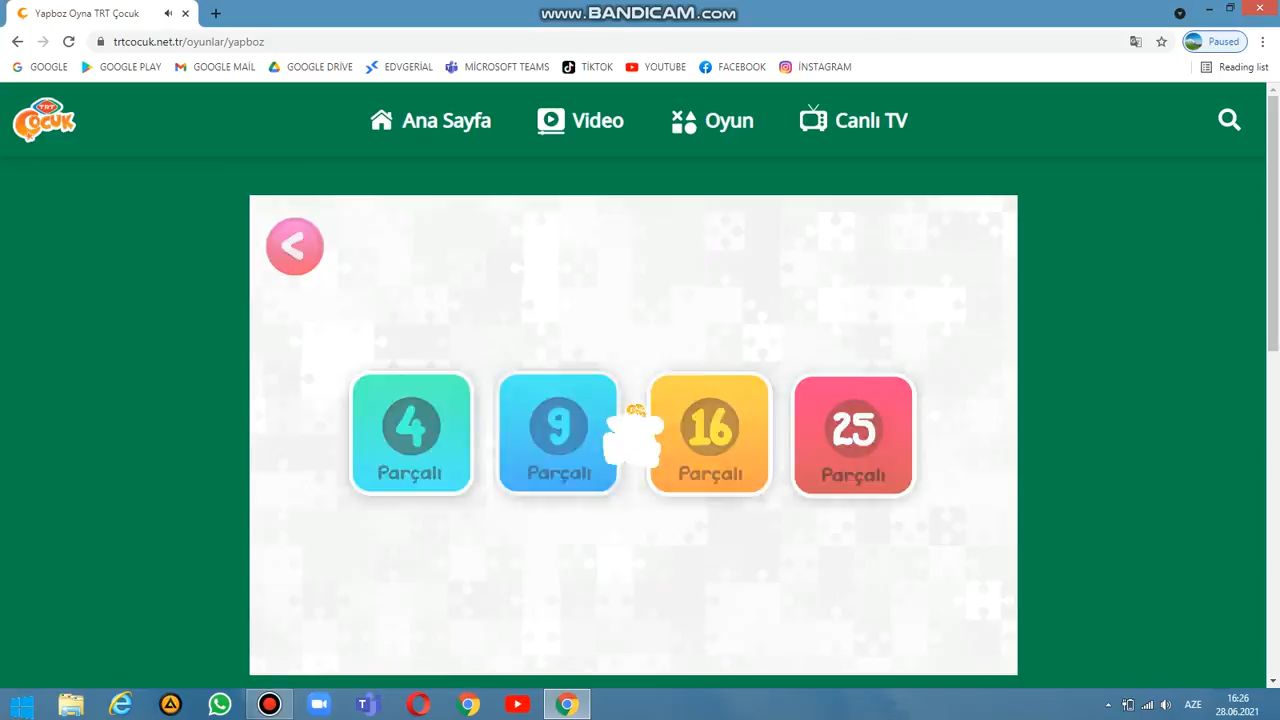 Yapboz Oyna TRT Çocuk
www.BANDICAM.com
trtcocuk.net.tr/oyunlar/yapboz
Paused
GOOGLE
GOOGLE PLAY
GOOGLE MAİL
GOOGLE DRİVE
EDVGERİAL
MİCROSOFT TEAMS
TİKTOK
YOUTUBE
FACEBOOK
İNSTAGRAM
Reading list
TRT
Çocuk
Ana Sayfa
Video
Oyun
Canlı TV
4
Parçalı
9
Parçalı
16
Parçalı
25
Parçalı
AZE
16:26
28.06.2021